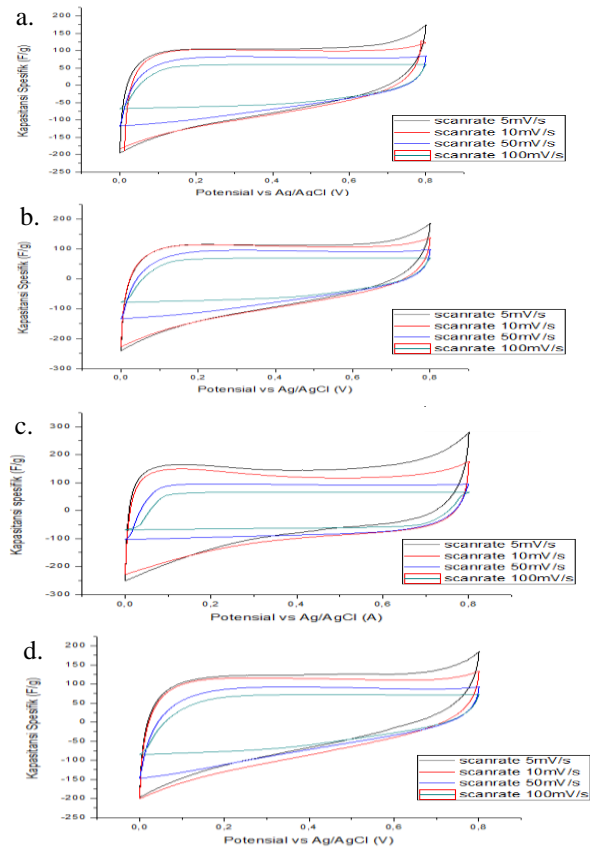 a.
Kapasitansi Spesifik (F/g)
200
150
100
50
0
-50
-100
-150
-200
-250
0,0 0,2 0,4 0,6 0,8
Potensial vs Ag/AgCl (V)
scanrate 5mV/s
scanrate 10mV/s
scanrate 50mV/s
scanrate 100mV/s
b.
Kapasitansi Spesifik (F/g)
200
100
0
-100
-200
-300
0,0 0,2 0,4 0,6 0,8
Potensial vs Ag/AgCl (V)
scanrate 5mV/s
scanrate 10mV/s
scanrate 50mV/s
scanrate 100mV/s
c.
Kapasitansi spesifik (F/g)
300
200
100
0
-100
-200
-300
0,0 0,2 0,4 0,6 0,8
Potensial vs Ag/AgCl (A)
scanrate 5mV/s
scanrate 10mV/s
scanrate 50mV/s
scanrate 100mV/s
d.
Kapasitansi Spesifik (F/g)
200
150
100
50
0
-50
-100
-150
-200
-250
0,0 0,2 0,4 0,6 0,8
Potensial vs Ag/AgCl (V)
scanrate 5mV/s
scanrate 10mV/s
scanrate 50mV/s
scanrate 100mV/s